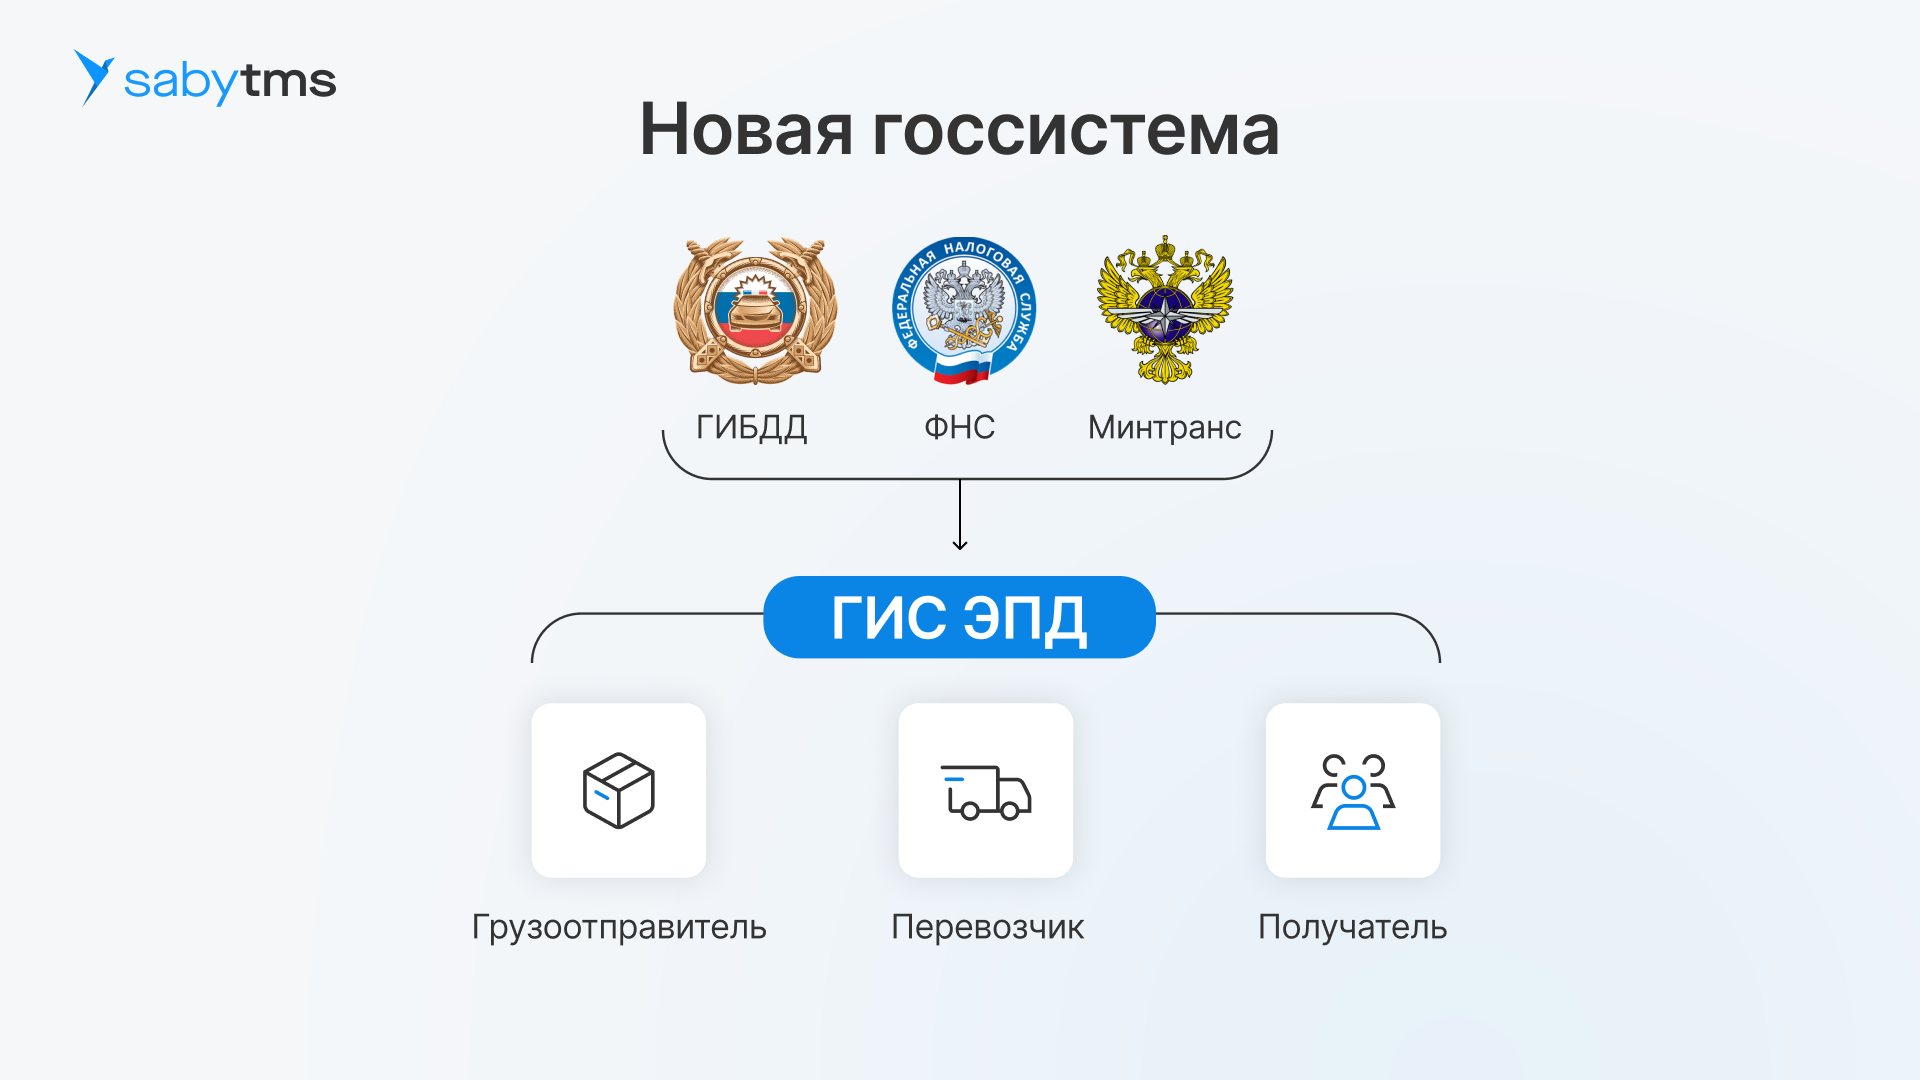 sabytms
Новая госсистема
ФЕДЕРАЛЬНАЯ НАЛОГОВАЯ СЛУЖБА
ГИБДД
ФНС
Минтранс
ГИС ЭПД
Грузоотправитель
Перевозчик
Получатель